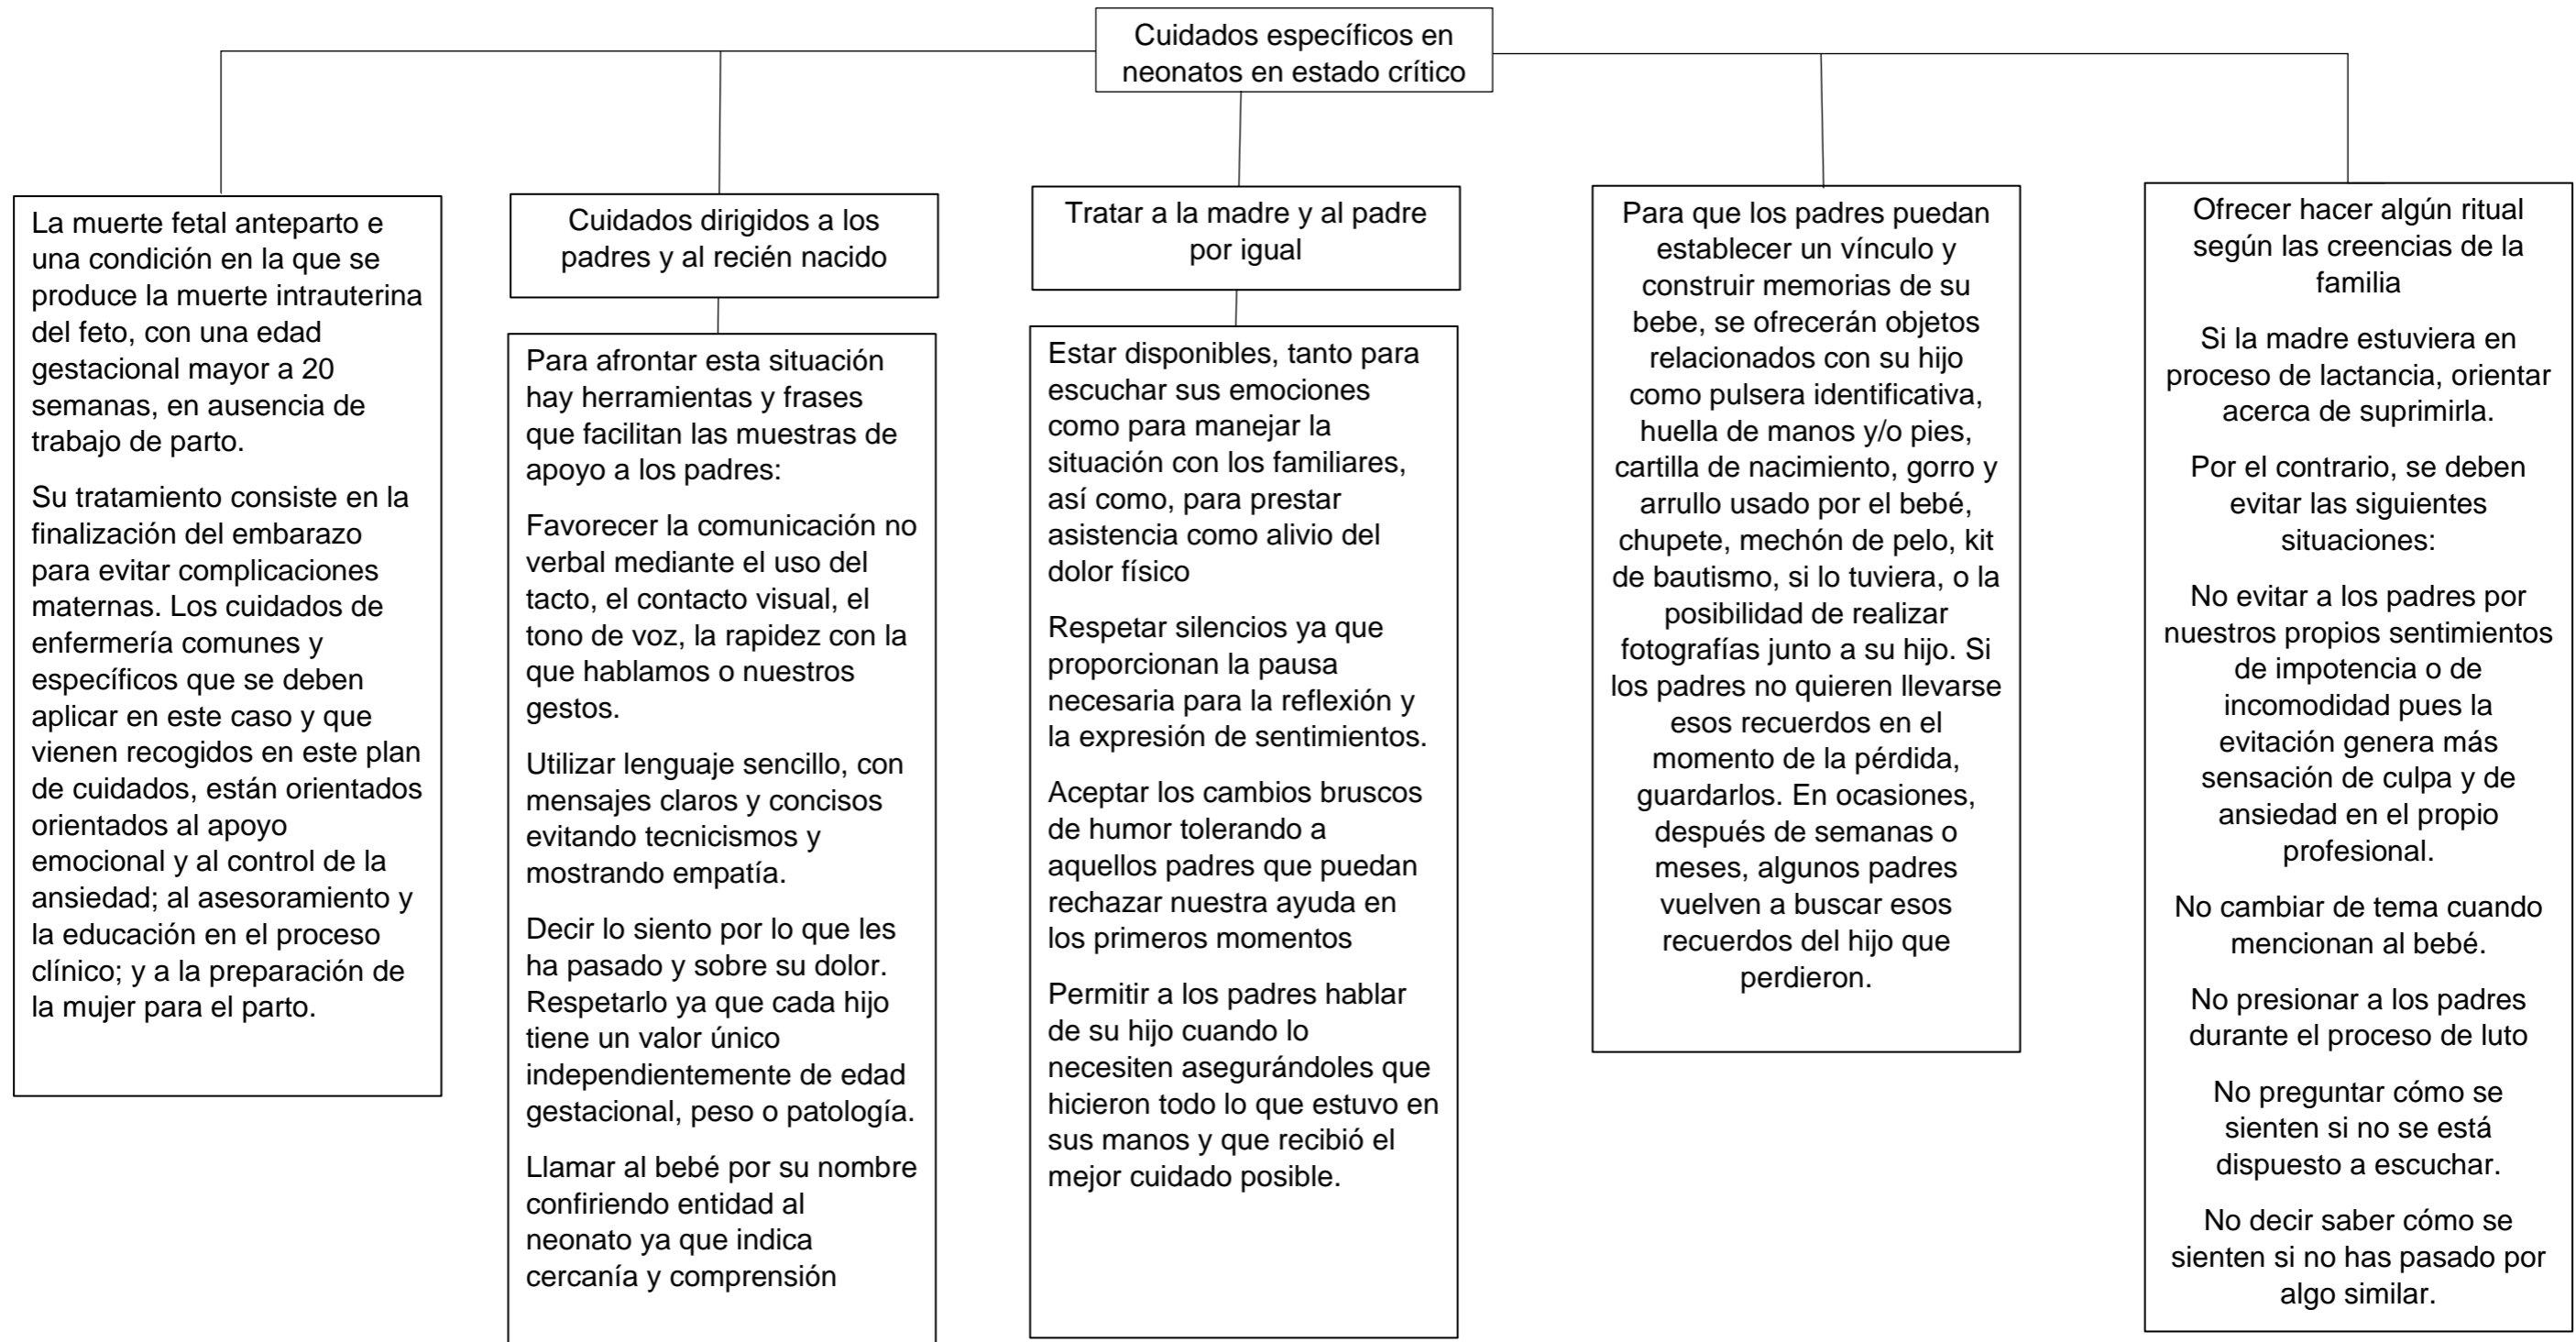 Cuidados específicos en
neonatos en estado crítico
La muerte fetal anteparto e
una condición en la que se
produce la muerte intrauterina
del feto, con una edad
gestacional mayor a 20
semanas, en ausencia de
trabajo de parto.
Su tratamiento consiste en la
finalización del embarazo
para evitar complicaciones
maternas. Los cuidados de
enfermería comunes y
específicos que se deben
aplicar en este caso y que
vienen recogidos en este plan
de cuidados, están orientados
orientados al apoyo
emocional y al control de la
ansiedad; al asesoramiento y
la educación en el proceso
clínico; y a la preparación de
la mujer para el parto.
Cuidados dirigidos a los
padres y al recién nacido
Para afrontar esta situación
hay herramientas y frases
que facilitan las muestras de
apoyo a los padres:
Favorecer la comunicación no
verbal mediante el uso del
tacto, el contacto visual, el
tono de voz, la rapidez con la
que hablamos o nuestros
gestos.
Utilizar lenguaje sencillo, con
mensajes claros y concisos
evitando tecnicismos y
mostrando empatía.
Decir lo siento por lo que les
ha pasado y sobre su dolor.
Respetarlo ya que cada hijo
tiene un valor único
independientemente de edad
gestacional, peso o patología.
Llamar al bebé por su nombre
confiriendo entidad al
neonato ya que indica
cercanía y comprensión
Tratar a la madre y al padre
por igual
Estar disponibles, tanto para
escuchar sus emociones
como para manejar la
situación con los familiares,
así como, para prestar
asistencia como alivio del
dolor físico
Respetar silencios ya que
proporcionan la pausa
necesaria para la reflexión y
la expresión de sentimientos.
Aceptar los cambios bruscos
de humor tolerando a
aquellos padres que puedan
rechazar nuestra ayuda en
los primeros momentos
Permitir a los padres hablar
de su hijo cuando lo
necesiten asegurándoles que
hicieron todo lo que estuvo en
sus manos y que recibió el
mejor cuidado posible.
Para que los padres puedan
establecer un vínculo y
construir memorias de su
bebe, se ofrecerán objetos
relacionados con su hijo
como pulsera identificativa,
huella de manos y/o pies,
cartilla de nacimiento, gorro y
arrullo usado por el bebé,
chupete, mechón de pelo, kit
de bautismo, si lo tuviera, o la
posibilidad de realizar
fotografías junto a su hijo. Si
los padres no quieren llevarse
esos recuerdos en el
momento de la pérdida,
guardarlos. En ocasiones,
después de semanas o
meses, algunos padres
vuelven a buscar esos
recuerdos del hijo que
perdieron.
Ofrecer hacer algún ritual
según las creencias de la
familia
Si la madre estuviera en
proceso de lactancia, orientar
acerca de suprimirla.
Por el contrario, se deben
evitar las siguientes
situaciones:
No evitar a los padres por
nuestros propios sentimientos
de impotencia o de
incomodidad pues la
evitación genera más
sensación de culpa y de
ansiedad en el propio
profesional.
No cambiar de tema cuando
mencionan al bebé.
No presionar a los padres
durante el proceso de luto
No preguntar cómo se
sienten si no se está
dispuesto a escuchar.
No decir saber cómo se
sienten si no has pasado por
algo similar.